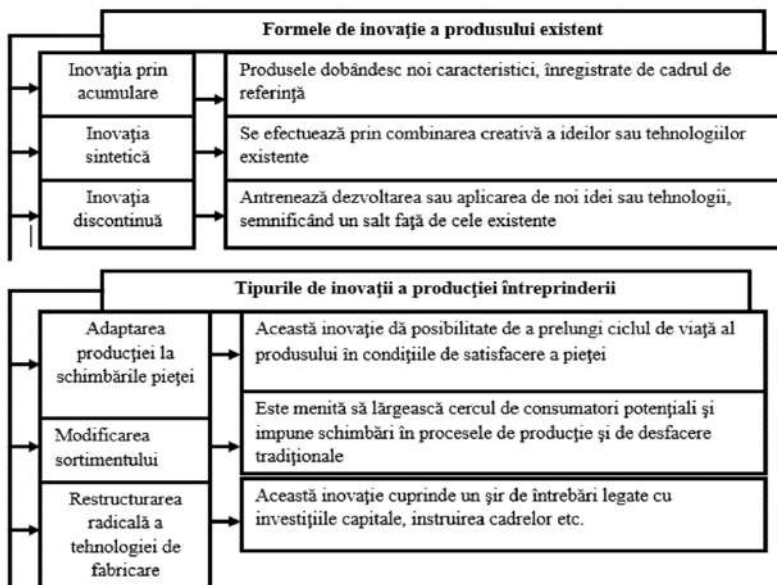 Formele de inovație a produsului existent
Inovația prin
acumulare
Produsele dobândesc noi caracteristici, înregistrate de cadrul de
referință
Inovația
sintetică
Se efectuează prin combinarea creativă a ideilor sau tehnologiilor
existente
Inovația
discontinuă
Antrenează dezvoltarea sau aplicarea de noi idei sau tehnologii,
semnificând un salt față de cele existente
Tipurile de inovații a producției întreprinderii
Adaptarea
producției la
schimbările pieței
Această inovație dă posibilitate de a prelungi ciclul de viață al
produsului în condițiile de satisfacere a pieței
Modificarea
sortimentului
Este menită să lărgească cercul de consumatori potențiali și
impune schimbări în procesele de producție și de desfacere
tradiționale
Restructurarea
radicală a
tehnologiei de
fabricare
Această inovație cuprinde un șir de întrebări legate cu
investițiile capitale, instruirea cadrelor etc.